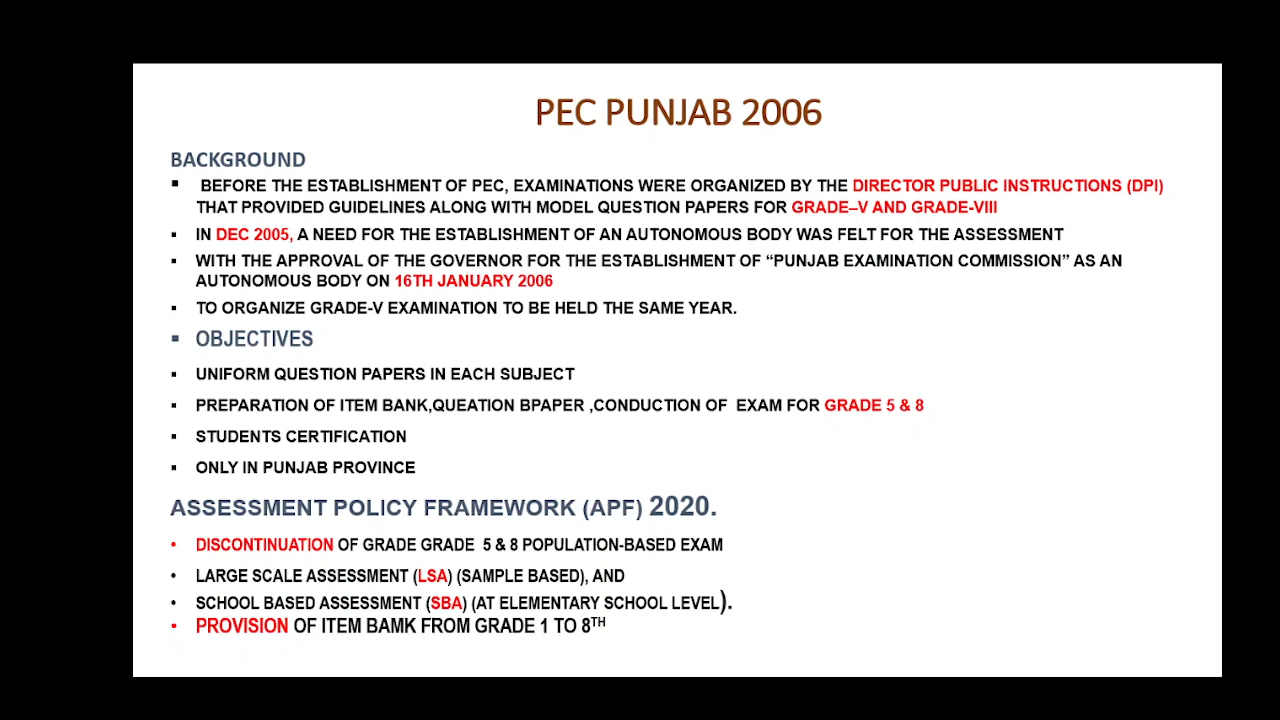 PEC PUNJAB 2006
BACKGROUND
▪ BEFORE THE ESTABLISHMENT OF PEC, EXAMINATIONS WERE ORGANIZED BY THE DIRECTOR PUBLIC INSTRUCTIONS (DPI)
THAT PROVIDED GUIDELINES ALONG WITH MODEL QUESTION PAPERS FOR GRADE–V AND GRADE-VIII
▪ IN DEC 2005, A NEED FOR THE ESTABLISHMENT OF AN AUTONOMOUS BODY WAS FELT FOR THE ASSESSMENT
▪ WITH THE APPROVAL OF THE GOVERNOR FOR THE ESTABLISHMENT OF “PUNJAB EXAMINATION COMMISSION” AS AN
AUTONOMOUS BODY ON 16TH JANUARY 2006
▪ TO ORGANIZE GRADE-V EXAMINATION TO BE HELD THE SAME YEAR.
▪ OBJECTIVES
▪ UNIFORM QUESTION PAPERS IN EACH SUBJECT
▪ PREPARATION OF ITEM BANK,QUEATION BPAPER ,CONDUCTION OF EXAM FOR GRADE 5 & 8
▪ STUDENTS CERTIFICATION
▪ ONLY IN PUNJAB PROVINCE
ASSESSMENT POLICY FRAMEWORK (APF) 2020.
• DISCONTINUATION OF GRADE GRADE 5 & 8 POPULATION-BASED EXAM
• LARGE SCALE ASSESSMENT (LSA) (SAMPLE BASED), AND
• SCHOOL BASED ASSESSMENT (SBA) (AT ELEMENTARY SCHOOL LEVEL).
• PROVISION OF ITEM BAMK FROM GRADE 1 TO 8TH